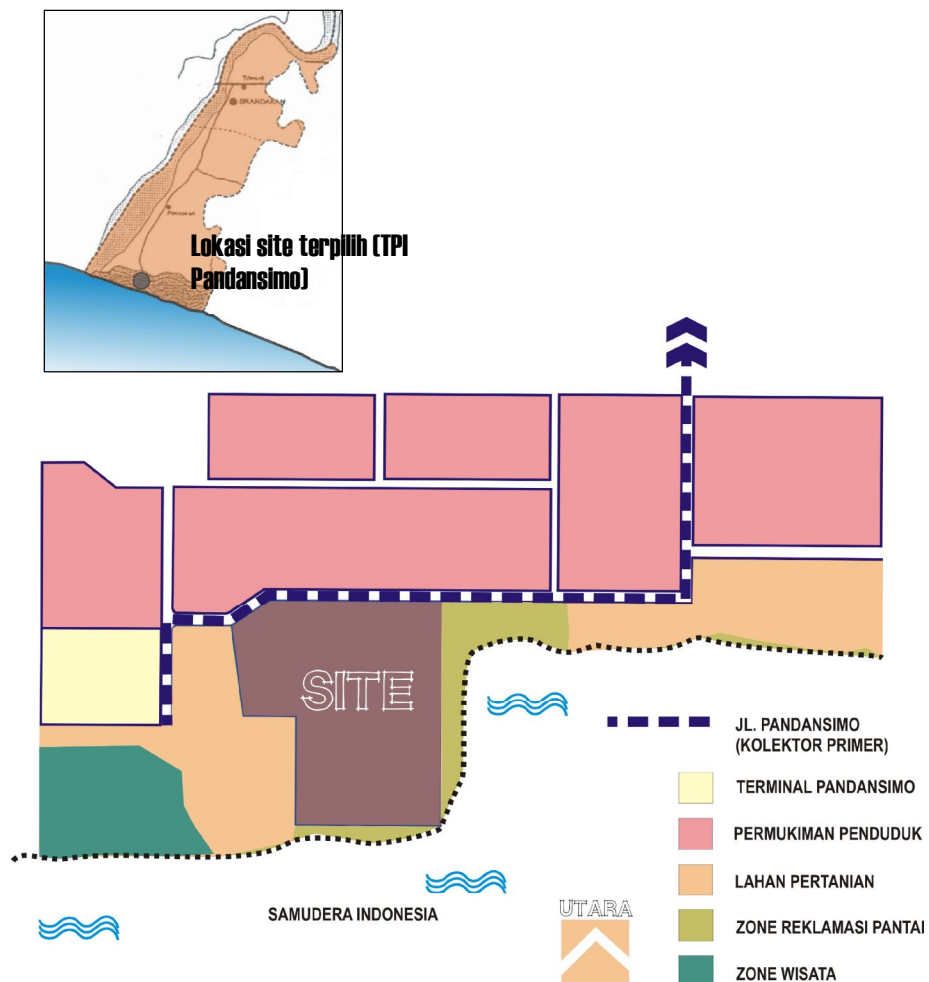 BRANDAKAN
Lokasi site terpilih (TPI
Pandansimo)
SITE
JL. PANDANSIMO
(KOLEKTOR PRIMER)
TERMINAL PANDANSIMO
PERMUKIMAN PENDUDUK
LAHAN PERTANIAN
ZONE REKLAMASI PANTAI
ZONE WISATA
SAMUDERA INDONESIA
UTARA